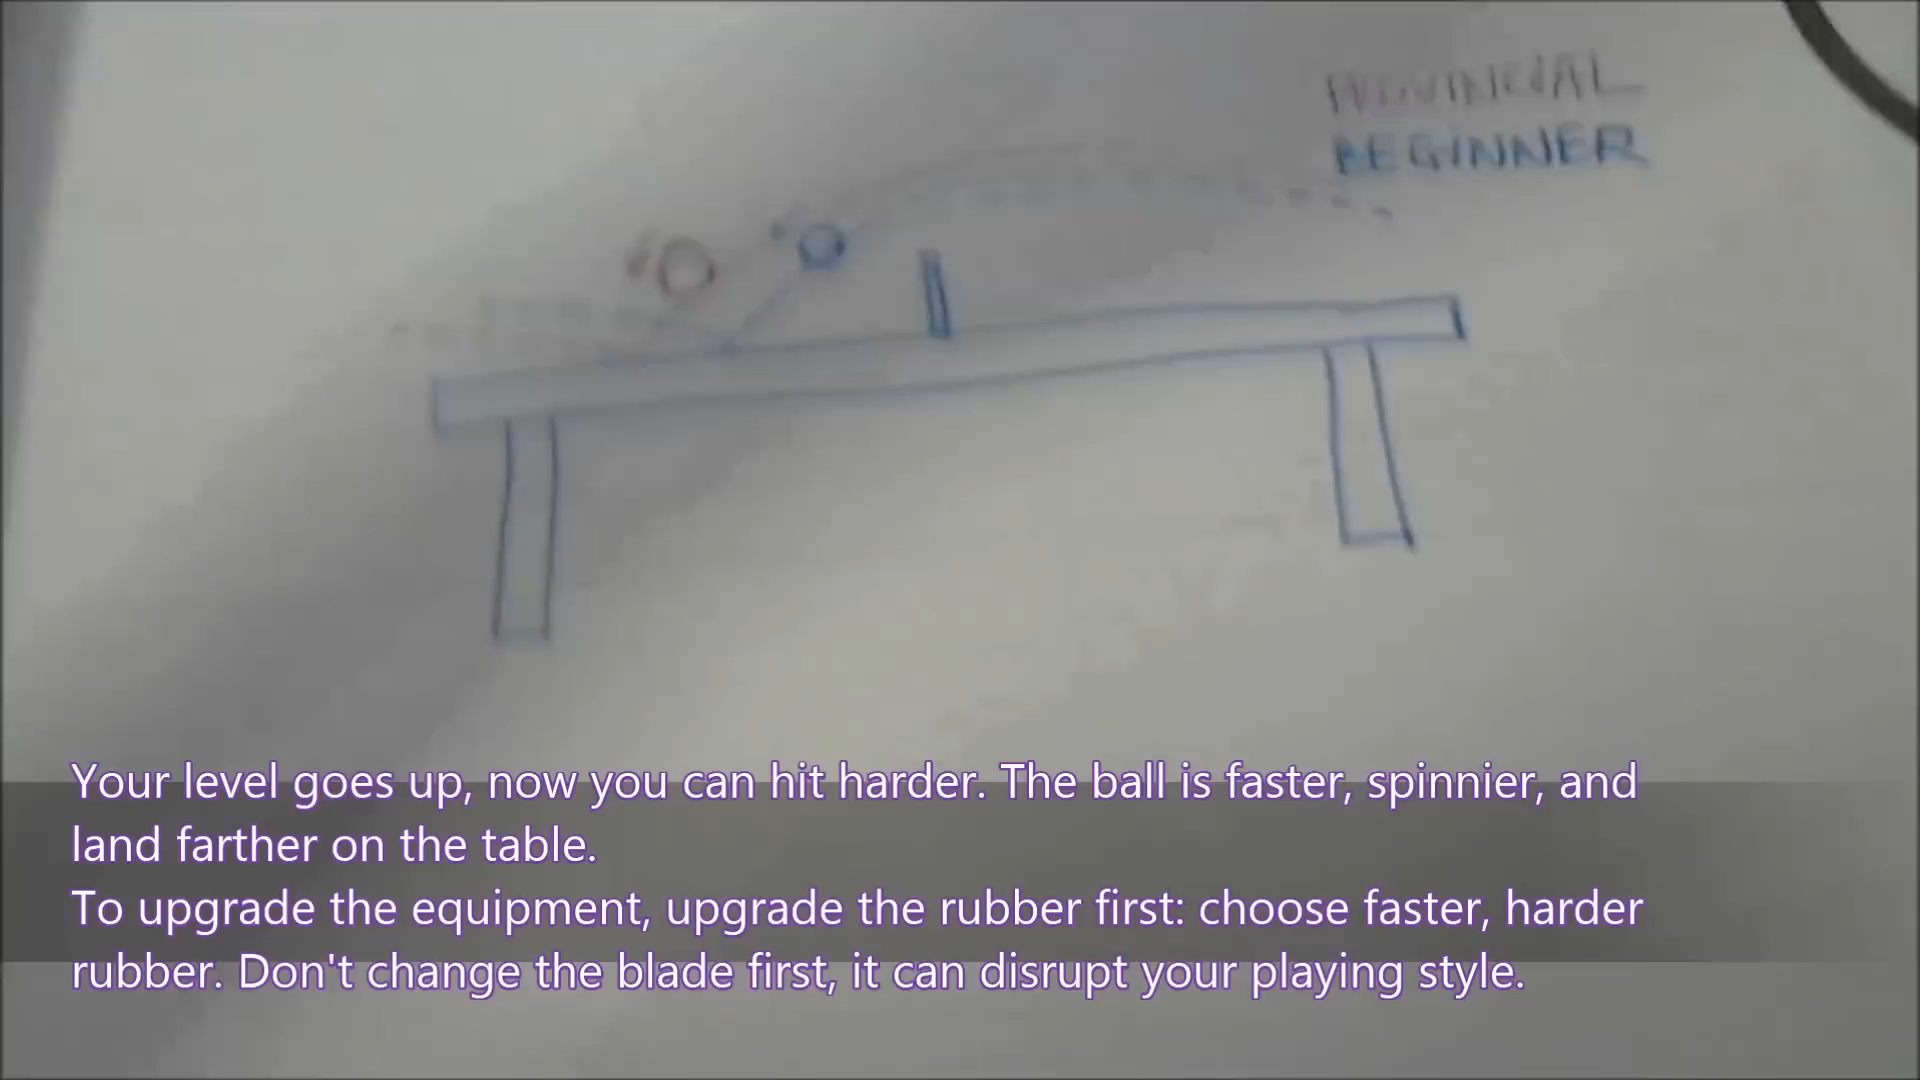 PROVINCIAL
BEGINNER
Your level goes up, now you can hit harder. The ball is faster, spinnier, and
land farther on the table.
To upgrade the equipment, upgrade the rubber first: choose faster, harder
rubber. Don't change the blade first, it can disrupt your playing style.